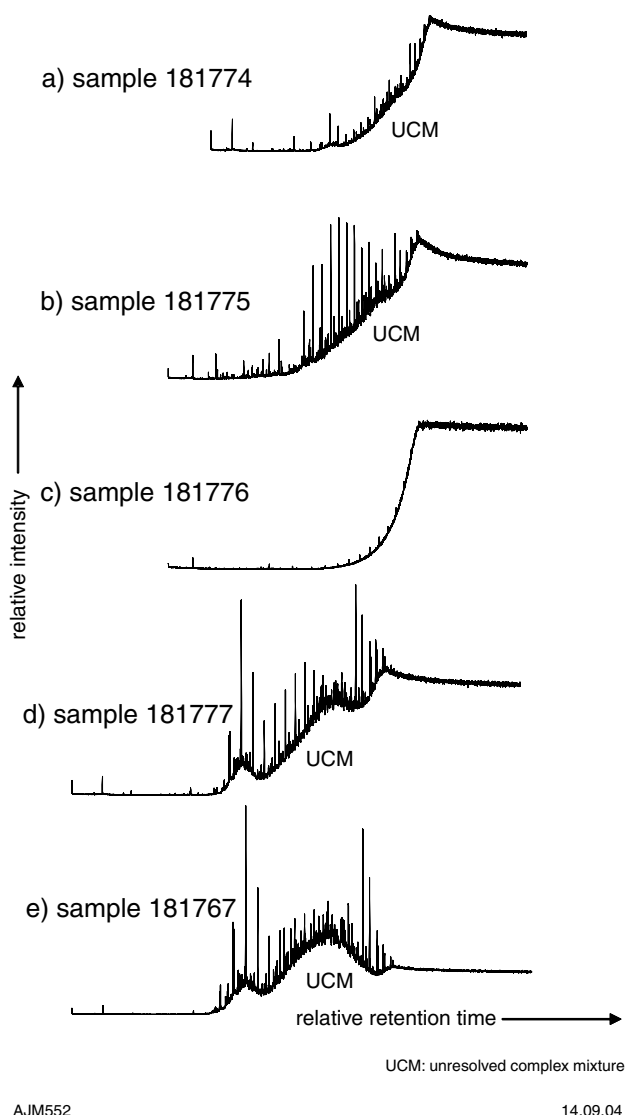 a) sample 181774
UCM
b) sample 181775
UCM
c) sample 181776
relative intensity
d) sample 181777
UCM
e) sample 181767
UCM
relative retention time
UCM: unresolved complex mixture
AJM552
14.09.04